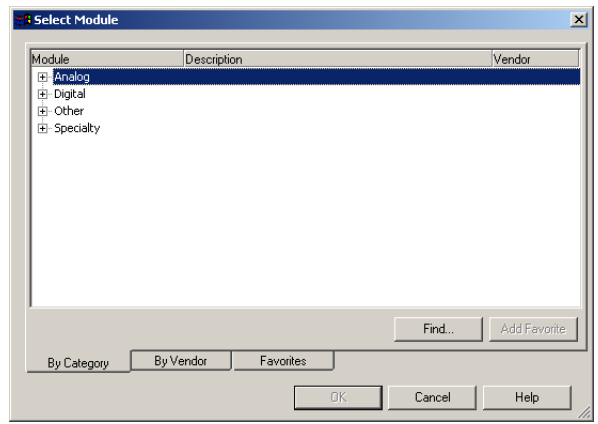 Select Module
Module Description Vendor
Analog
Digital
Other
Specialty
Find... Add Favorite
By Category By Vendor Favorites
OK Cancel Help